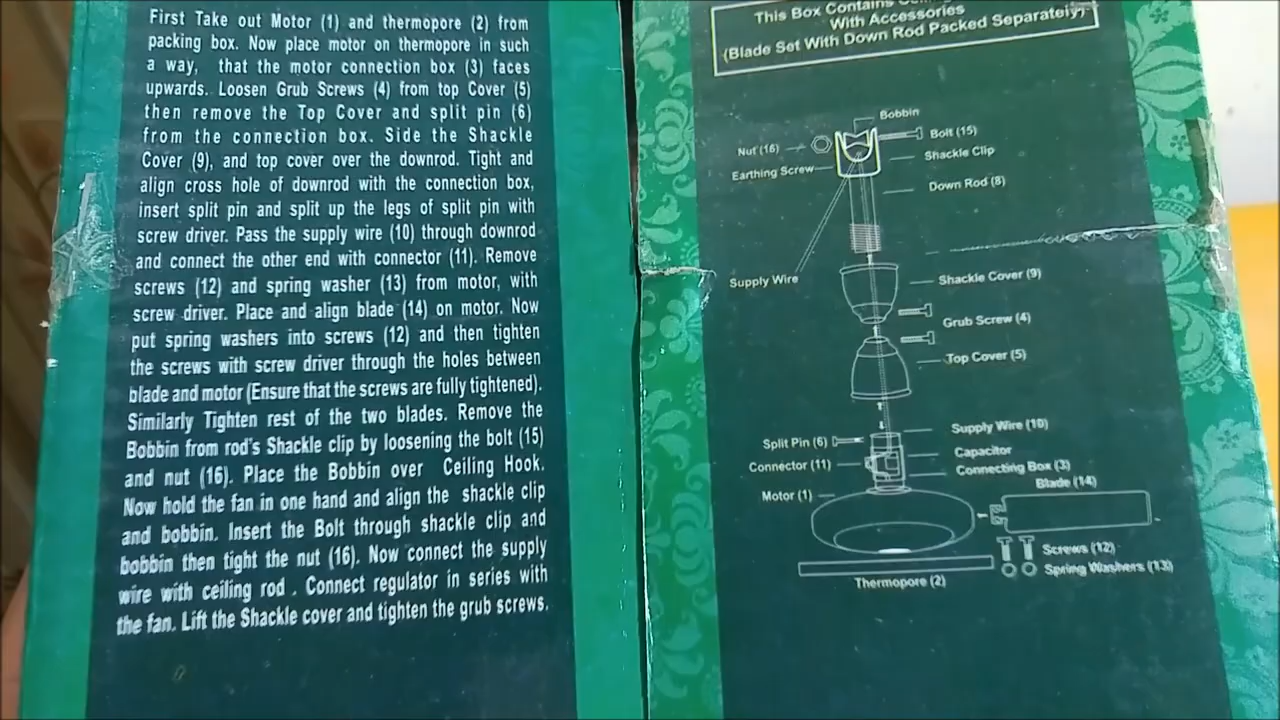 First Take out Motor (1) and thermopore (2) from
packing box. Now place motor on thermopore in such
a way, that the motor connection box (3) faces
upwards. Loosen Grub Screws (4) from top Cover (5)
then remove the Top Cover and split pin (6)
from the connection box. Side the Shackle
Cover (9), and top cover over the downrod. Tight and
align cross hole of downrod with the connection box,
insert split pin and split up the legs of split pin with
screw driver. Pass the supply wire (10) through downrod
and connect the other end with connector (11). Remove
screws (12) and spring washer (13) from motor, with
screw driver. Place and align blade (14) on motor. Now
put spring washers into screws (12) and then tighten
the screws with screw driver through the holes between
blade and motor (Ensure that the screws are fully tightened).
Similarly Tighten rest of the two blades. Remove the
Bobbin from rod's Shackle clip by loosening the bolt (15)
and nut (16). Place the Bobbin over Ceiling Hook.
Now hold the fan in one hand and align the shackle clip
and bobbin. Insert the Bolt through shackle clip and
bobbin then tight the nut (16). Now connect the supply
wire with ceiling rod . Connect regulator in series with
the fan. Lift the Shackle cover and tighten the grub screws.
This Box Contains
With Accessories
(Blade Set With Down Rod Packed Separately)
Bobbin
Nut (16)
Bolt (15)
Shackle Clip
Earthing Screw
Down Rod (8)
Supply Wire
Shackle Cover (9)
Grub Screw (4)
Top Cover (5)
Supply Wire (10)
Split Pin (6)
Capacitor
Connector (11)
Connecting Box (3)
Blade (14)
Motor (1)
Screws (12)
Spring Washers (13)
Thermopore (2)